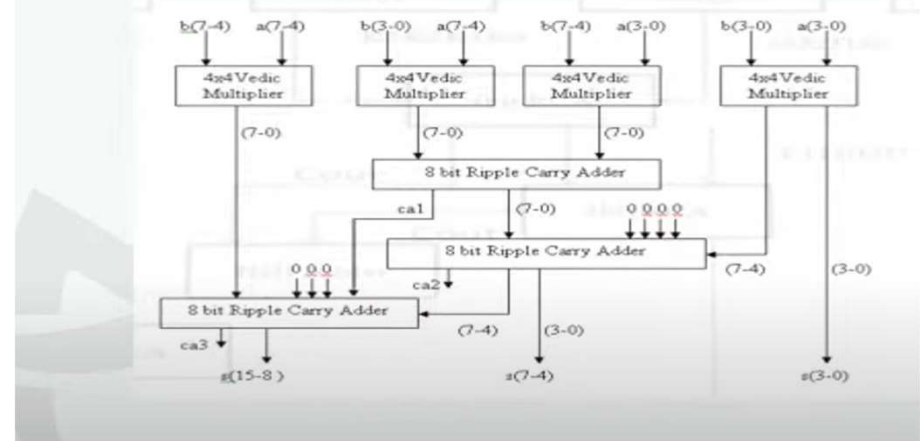 b(7-4) a(7-4) b(3-0) a(7-4) b(7-4) a(3-0) b(3-0) a(3-0)
4x4 Vedic Multiplier
4x4 Vedic Multiplier
4x4 Vedic Multiplier
4x4 Vedic Multiplier
(7-0) (7-0) (7-0)
8 bit Ripple Carry Adder
ca1 (7-0) 0 0 0 0
8 bit Ripple Carry Adder
(7-4) (3-0)
0 0 0 ca2
8 bit Ripple Carry Adder
(7-4) (3-0)
ca3
s(15-8 ) s(7-4) s(3-0)